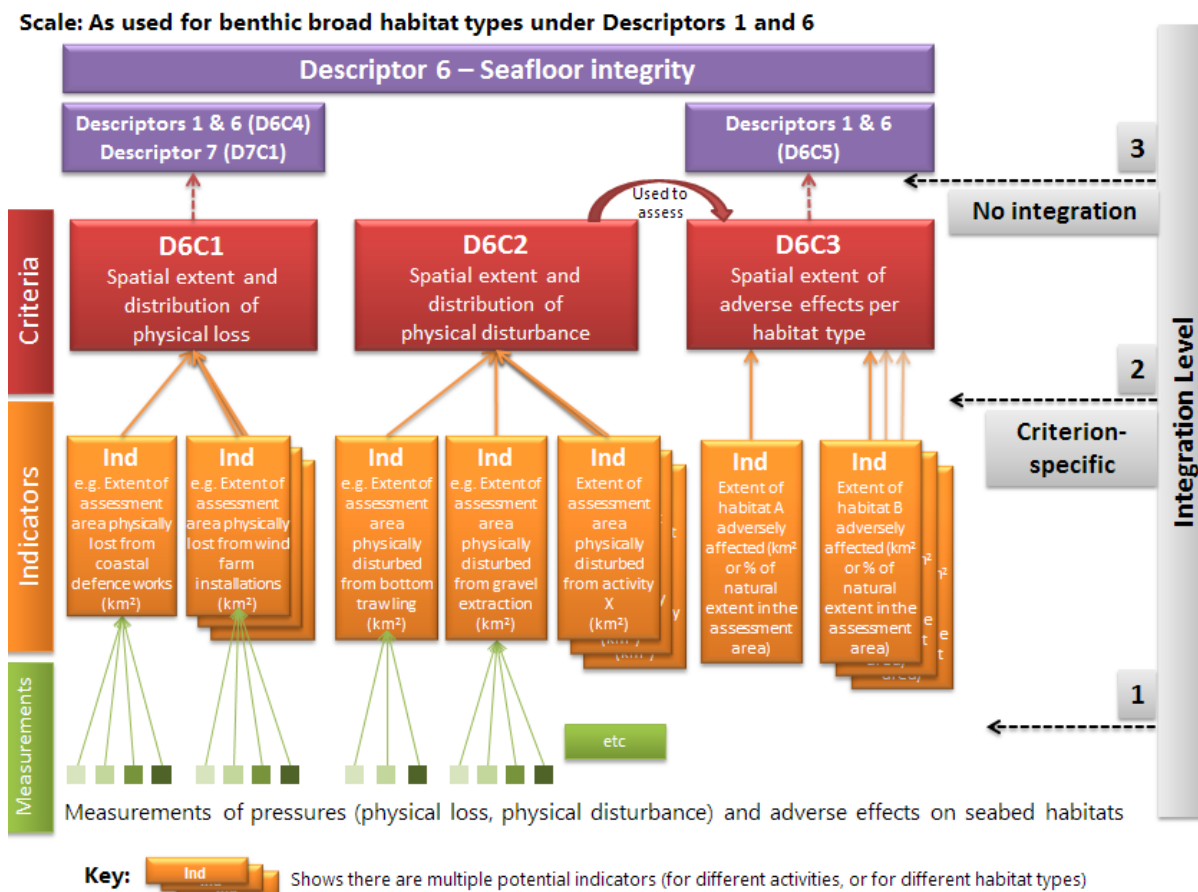 Scale: As used for benthic broad habitat types under Descriptors 1 and 6
Descriptor 6 – Seafloor integrity
Descriptors 1 & 6 (D6C4)
Descriptor 7 (D7C1)
Descriptors 1 & 6
(D6C5)
3
No integration
Used to
assess
Criteria
D6C1
Spatial extent and
distribution of
physical loss
D6C2
Spatial extent and
distribution of
physical disturbance
D6C3
Spatial extent of
adverse effects per
habitat type
2
Criterion-
specific
Integration Level
Indicators
Ind
e.g. Extent of
assessment
area physically
lost from
coastal
defence works
(km²)
Ind
e.g. Extent of
assessment
area physically
lost from wind
farm
installations
(km²)
Ind
e.g. Extent of
assessment
area
physically
disturbed
from bottom
trawling
(km²)
Ind
e.g. Extent of
assessment
area
physically
disturbed
from gravel
extraction
(km²)
Ind
Extent of
assessment
area
physically
disturbed
from activity
X
(km²)
(km²)
(km²)
Ind
Extent of
habitat A
adversely
affected (km²
or % of
natural
extent in the
assessment
area)
Ind
Extent of
habitat B
adversely
affected (km²
or % of
natural
extent in the
assessment
area)
area)
area)
1
Measurements
etc
Measurements of pressures (physical loss, physical disturbance) and adverse effects on seabed habitats
Key:
Ind
Shows there are multiple potential indicators (for different activities, or for different habitat types)